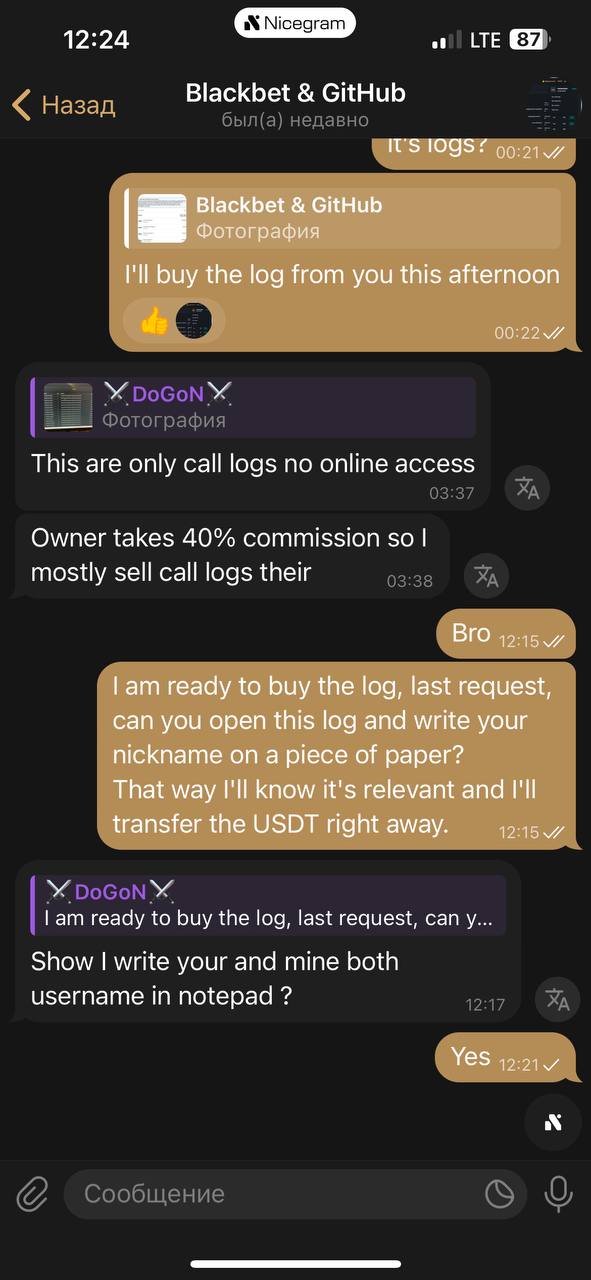 12:24
Nicegram
LTE
87
Назад
Blackbet & GitHub
был(а) недавно
it's logs? 00:21
Blackbet & GitHub
Фотография
I'll buy the log from you this afternoon
00:22
⚔️DoGoN⚔️
Фотография
This are only call logs no online access
03:37
Owner takes 40% commission so I
mostly sell call logs their 03:38
Bro 12:15
I am ready to buy the log, last request,
can you open this log and write your
nickname on a piece of paper?
That way I'll know it's relevant and I'll
transfer the USDT right away. 12:15
⚔️DoGoN⚔️
I am ready to buy the log, last request, can y...
Show I write your and mine both
username in notepad ? 12:17
Yes 12:21
Сообщение